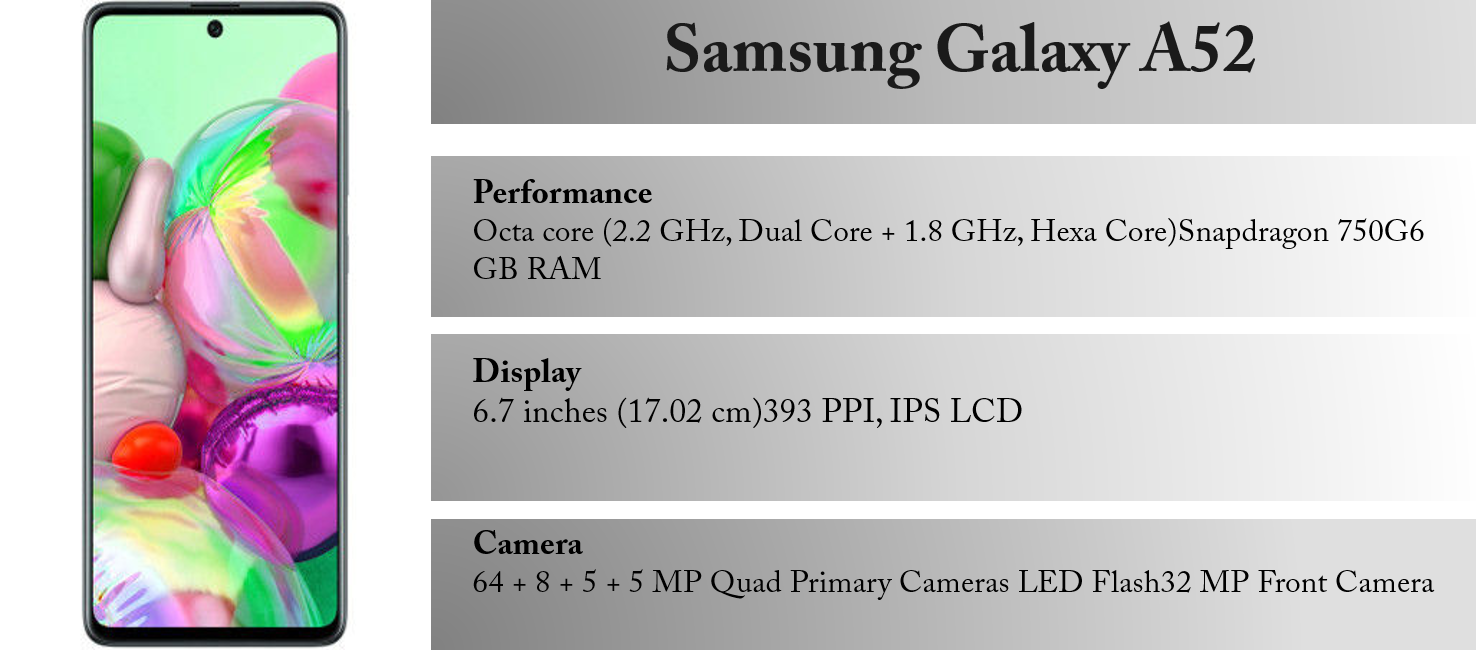 Samsung Galaxy A52
Performance
Octa core (2.2 GHz, Dual Core + 1.8 GHz, Hexa Core)Snapdragon 750G6
GB RAM
Display
6.7 inches (17.02 cm)393 PPI, IPS LCD
Camera
64 + 8 + 5 + 5 MP Quad Primary Cameras LED Flash32 MP Front Camera